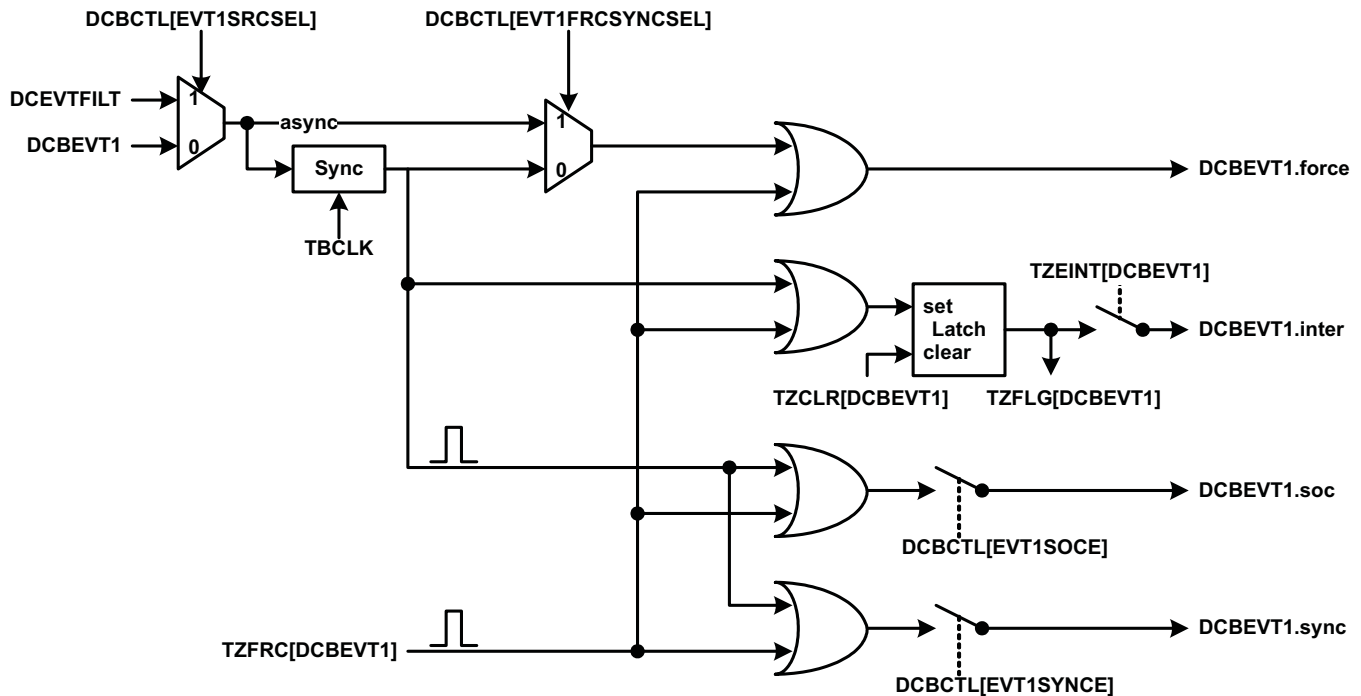 DCBCTL[EVT1SRCSEL]
DCBCTL[EVT1FRCSYNCSEL]
DCEVTFILT
1
DCBEVT1
0
async
1
0
Sync
TBCLK
DCBEVT1.force
TZEINT[DCBEVT1]
set
Latch
clear
DCBEVT1.inter
TZCLR[DCBEVT1]
TZFLG[DCBEVT1]
DCBEVT1.soc
DCBCTL[EVT1SOCE]
DCBEVT1.sync
TZFRC[DCBEVT1]
DCBCTL[EVT1SYNCE]